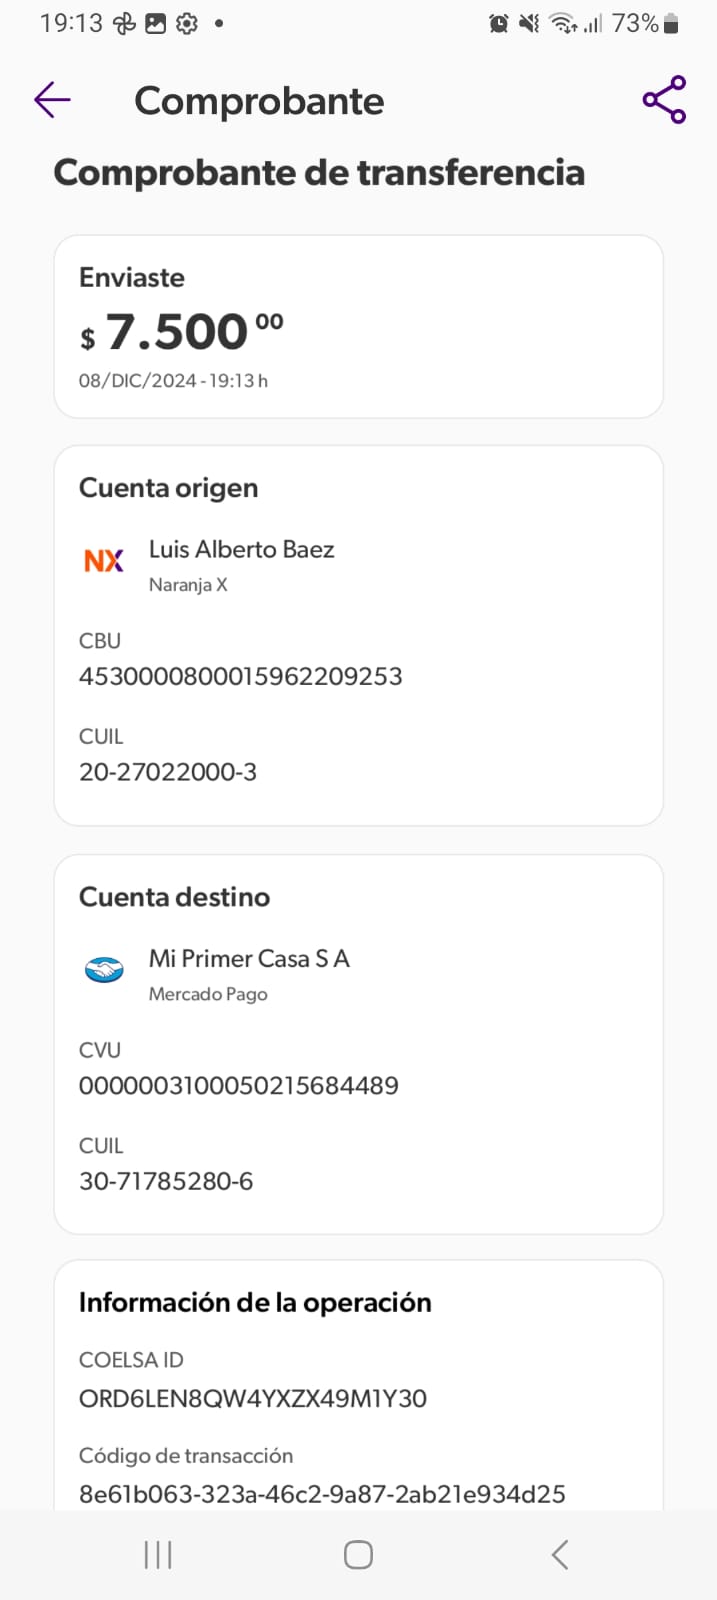 19:13
73%
Comprobante
Comprobante de transferencia
Enviaste
$ 7.500 00
08/DIC/2024 - 19:13 h
Cuenta origen
NX
Luis Alberto Baez
Naranja X
CBU
4530000800015962209253
CUIL
20-27022000-3
Cuenta destino
Mi Primer Casa S A
Mercado Pago
CVU
0000003100050215684489
CUIL
30-71785280-6
Información de la operación
COELSA ID
ORD6LEN8QW4YXZX49M1Y30
Código de transacción
8e61b063-323a-46c2-9a87-2ab21e934d25